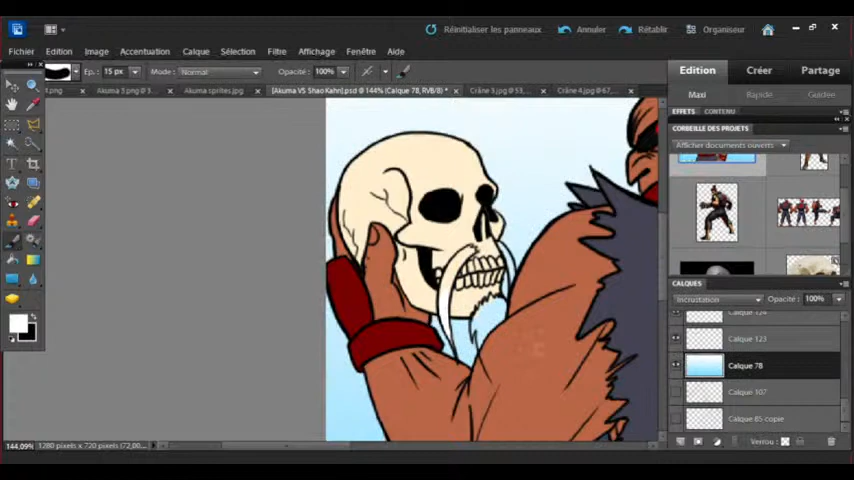 Réinitialiser les panneaux Annuler Rétablir Organiseur
Fichier Edition Image Accentuation Calque Sélection Filtre Affichage Fenêtre Aide
Edition Créer Partage
Ep. : 15 px Mode : Normal Opacité : 100%
Maxi Rapide Guidée
4.png Akuma 5.png @ 3... Akuma sprites.jpg [Akuma VS Shao Kahn].psd @ 144% (Calque 78, RVB/8) * Crâne 3.jpg @ 53,... Crâne 4.jpg @ 67,...
EFFETS CONTENU
CORBEILLE DES PROJETS
Afficher documents ouverts
CALQUES
Incrustation Opacité : 100%
Calque 124
Calque 123
Calque 78
Calque 107
Calque 85 copie
144,09% 1280 pixels x 720 pixels (72,00...
Verrou :